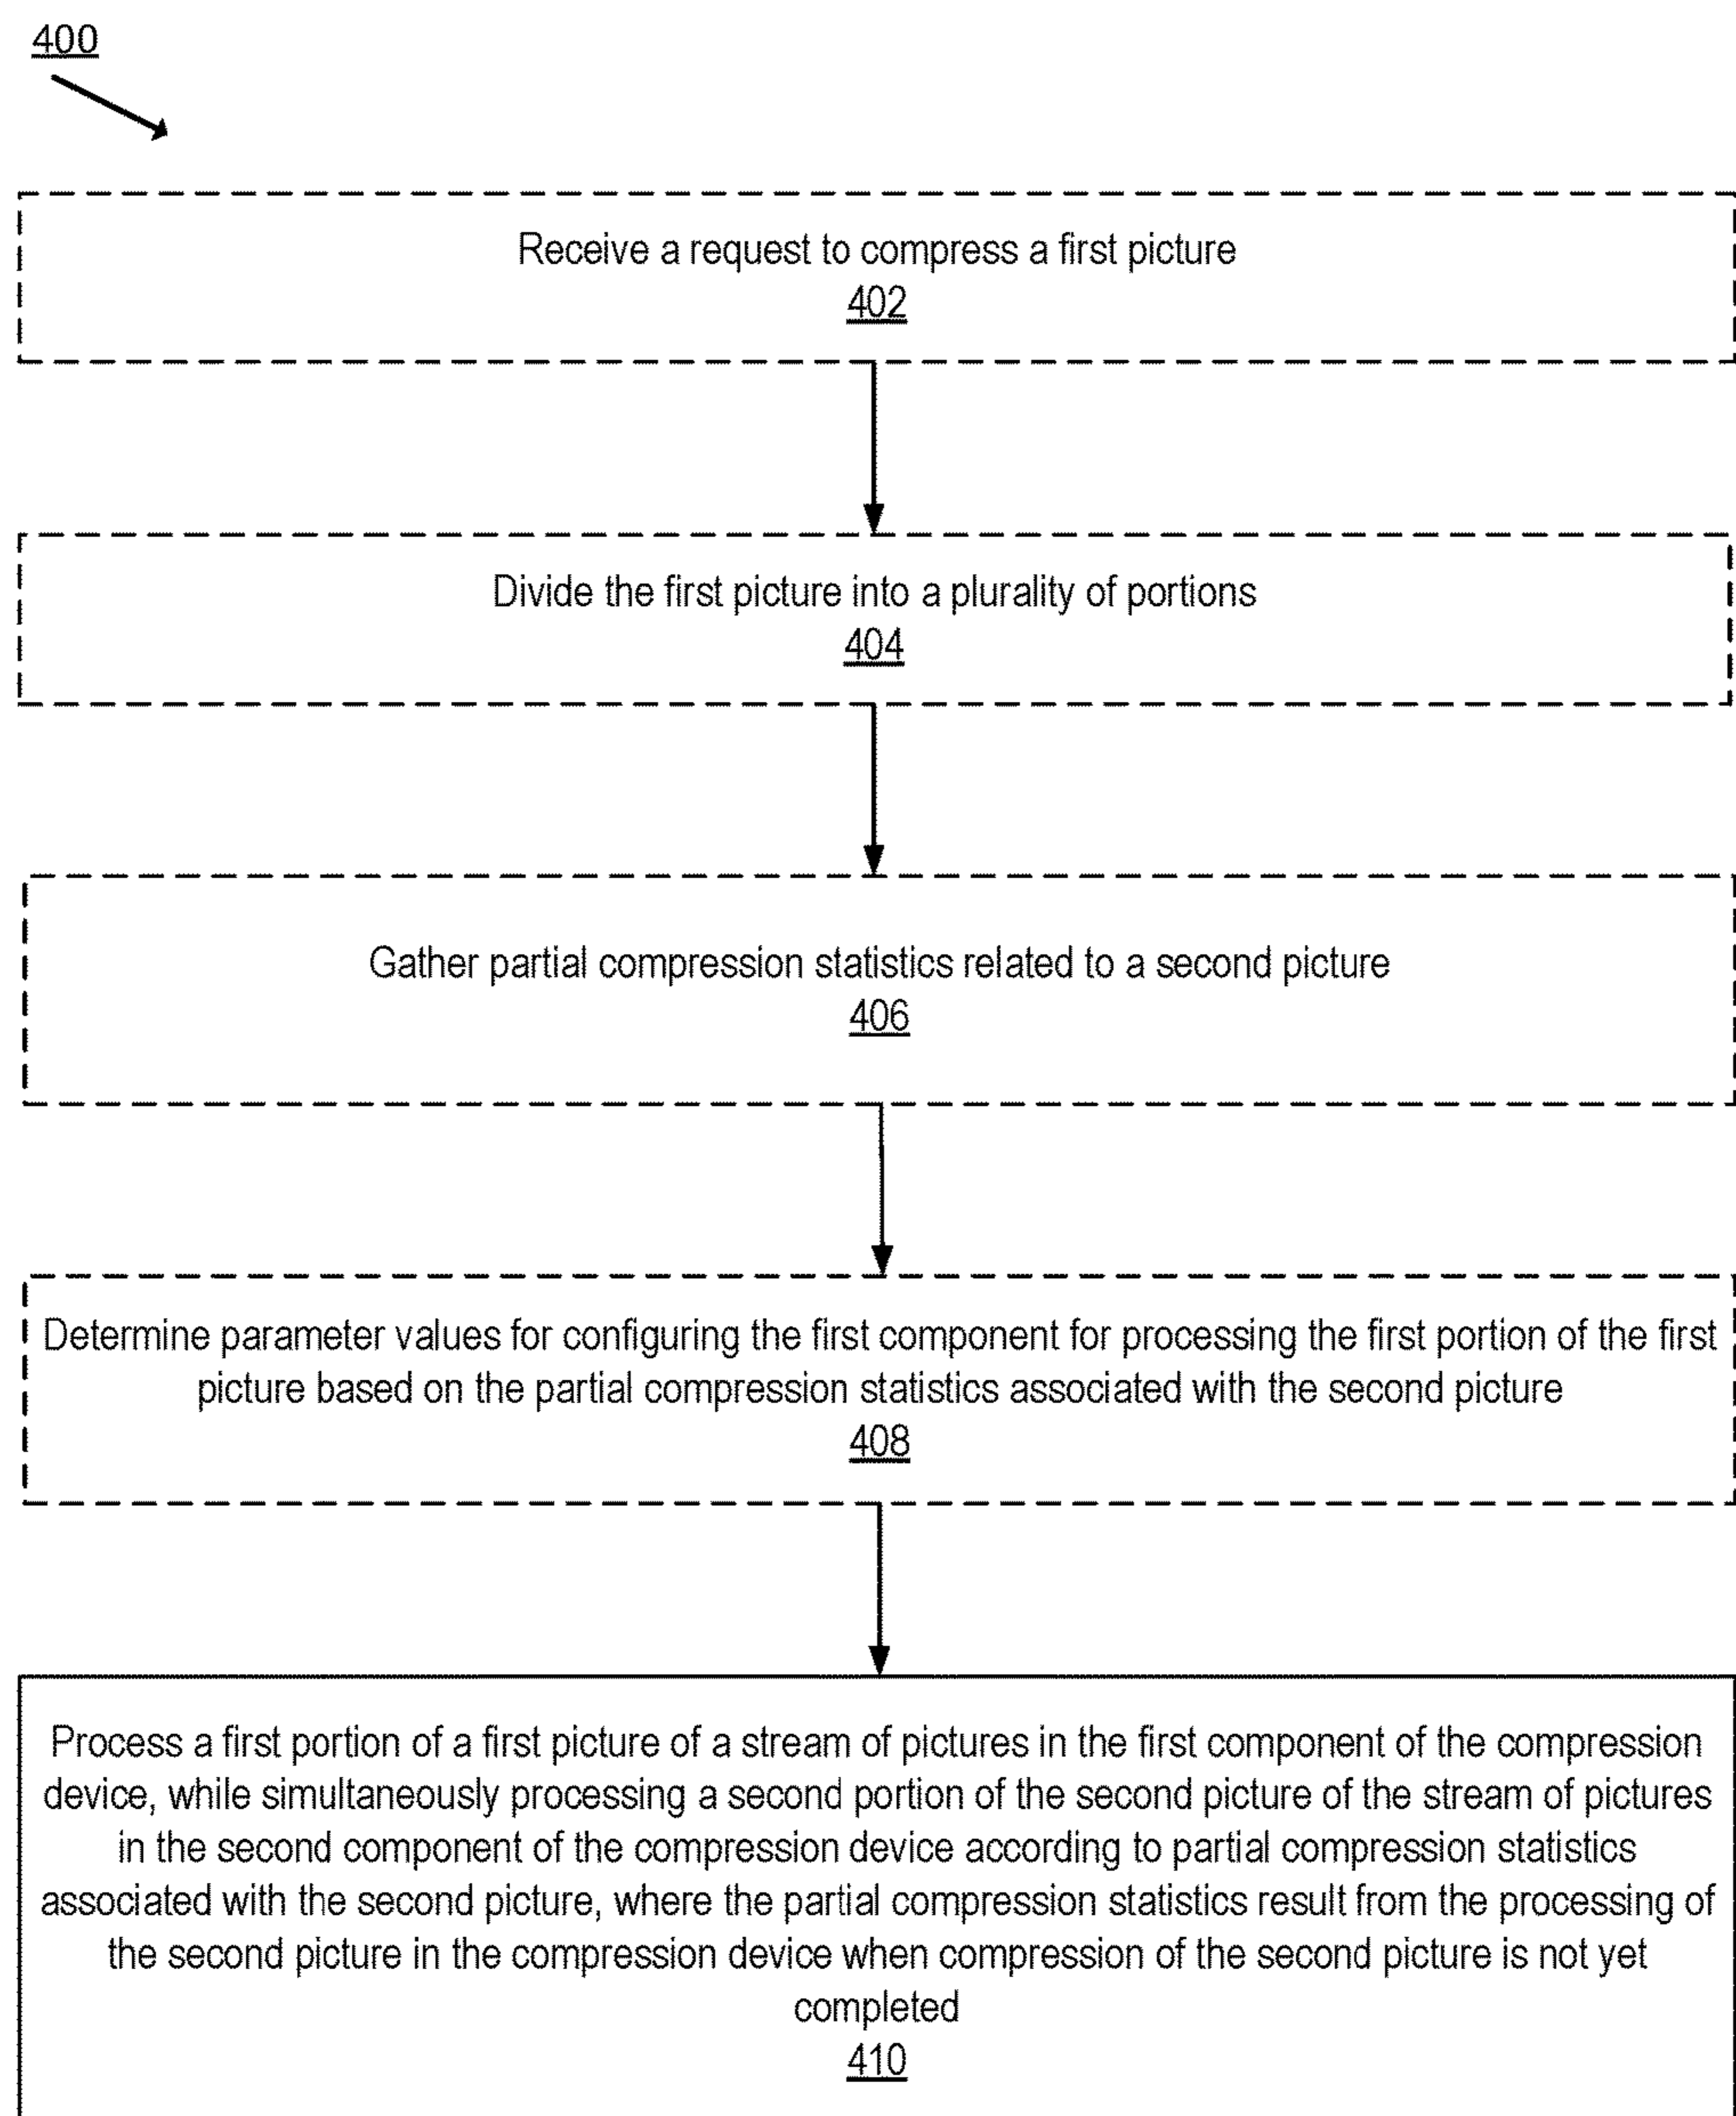 400
Receive a request to compress a first picture
402
Divide the first picture into a plurality of portions
404
Gather partial compression statistics related to a second picture
406
Determine parameter values for configuring the first component for processing the first portion of the first
picture based on the partial compression statistics associated with the second picture
408
Process a first portion of a first picture of a stream of pictures in the first component of the compression
device, while simultaneously processing a second portion of the second picture of the stream of pictures
in the second component of the compression device according to partial compression statistics
associated with the second picture, where the partial compression statistics result from the processing of
the second picture in the compression device when compression of the second picture is not yet
completed
410